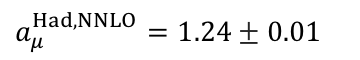 a_μ^{Had,NNLO} = 1.24 ± 0.01